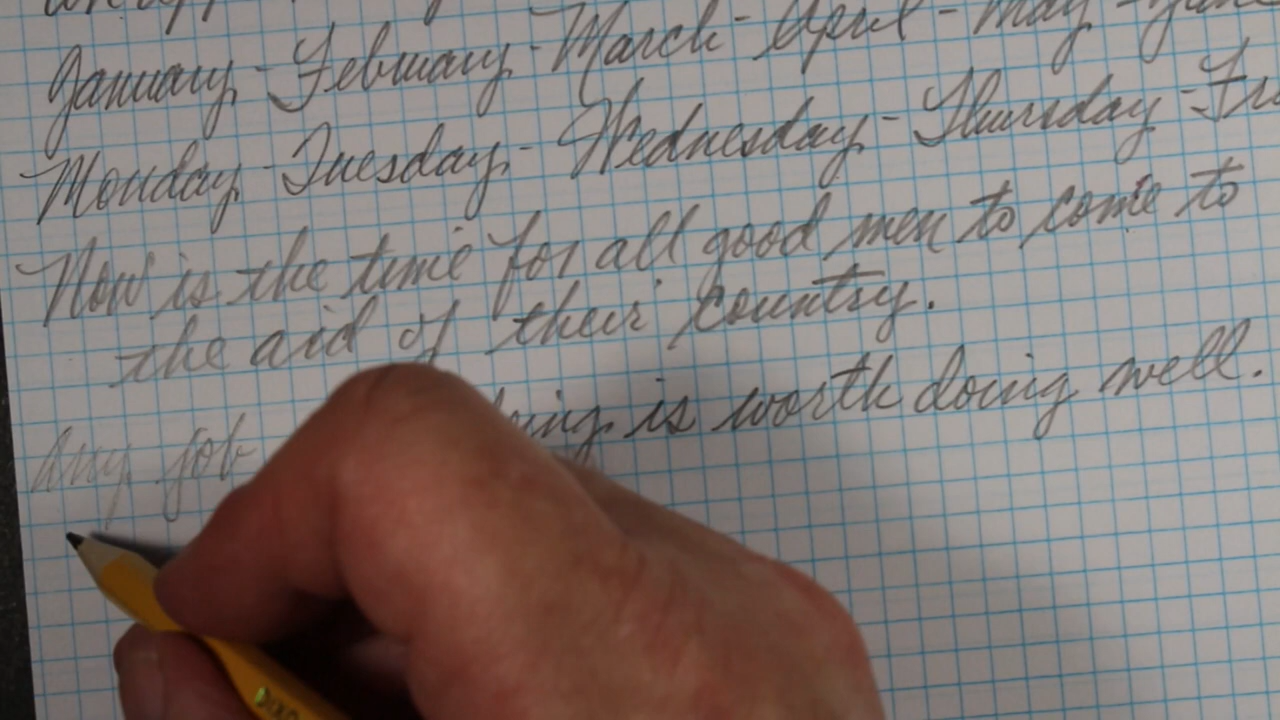 January - February - March - April - May - June
Monday - Tuesday - Wednesday - Thursday - Fri
Now is the time for all good men to come to
the aid of their country.
Any job is worth doing well.